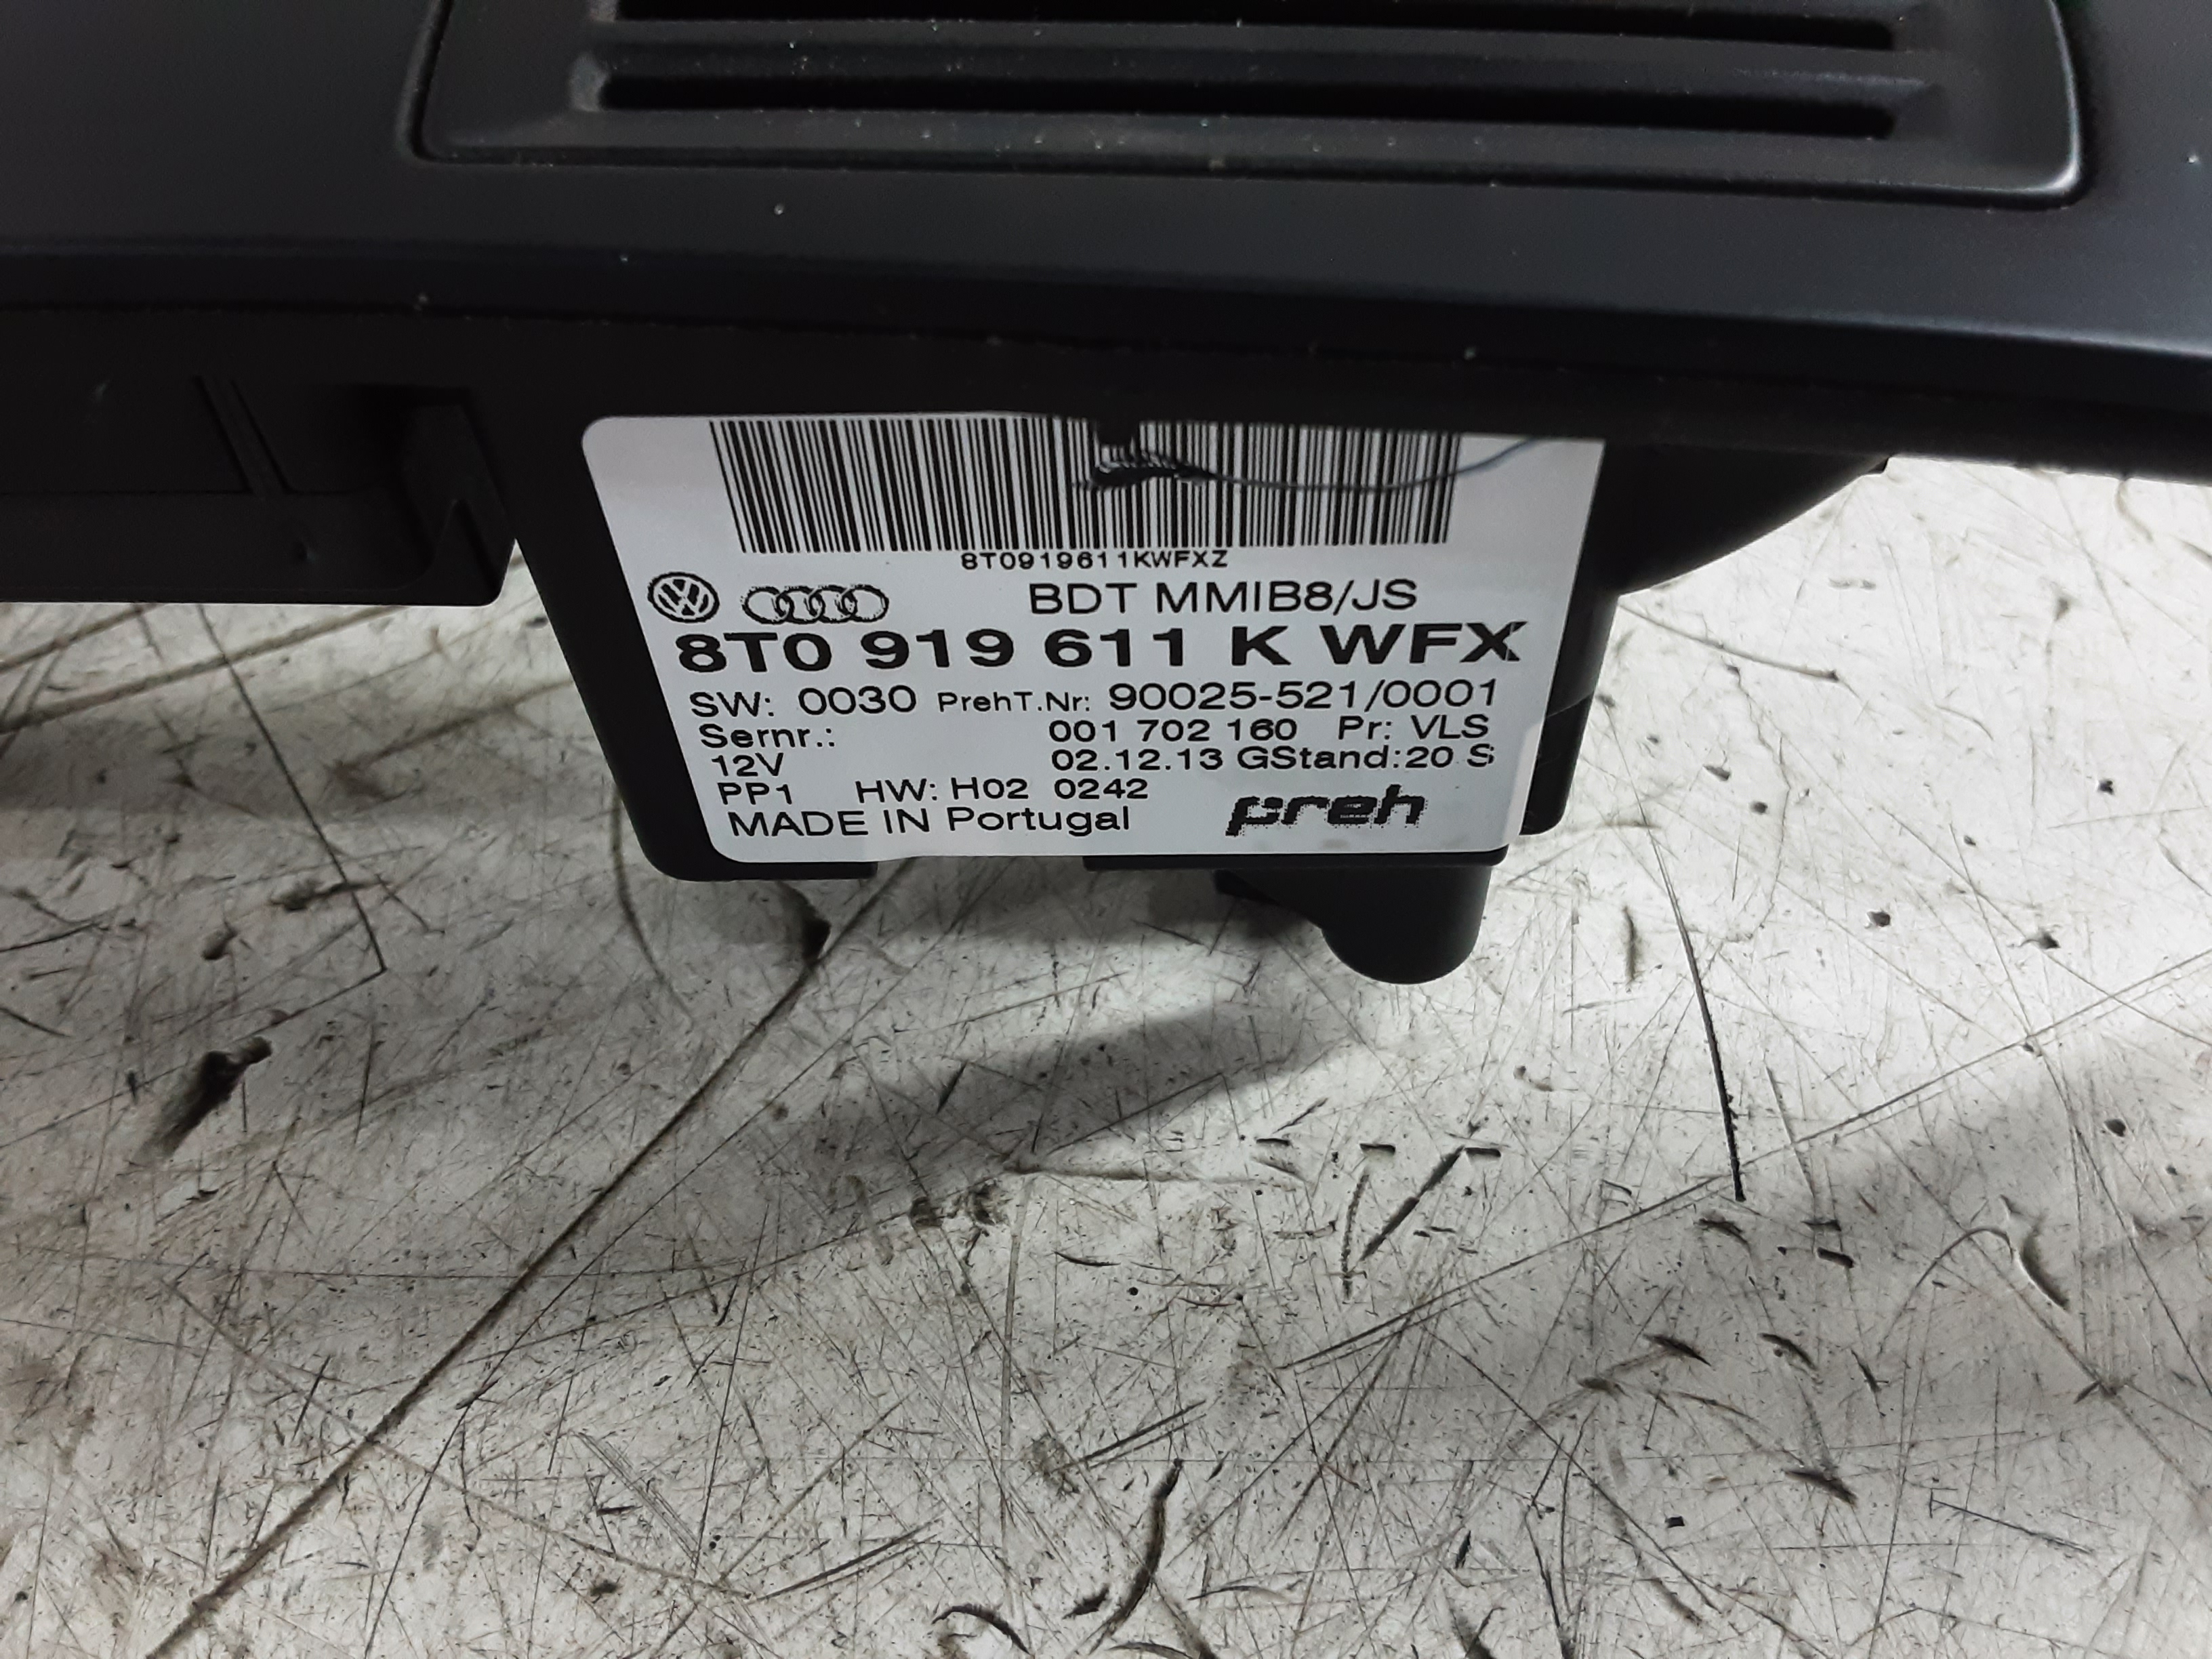 8T0919611KWFXZ
BDT MMIB8/JS
8T0 919 611 K WFX
SW: 0030 PrehT.Nr: 90025-521/0001
Sernr.: 001 702 160 Pr: VLS
12V 02.12.13 GStand:20 S
PP1 HW: H02 0242
MADE IN Portugal preh